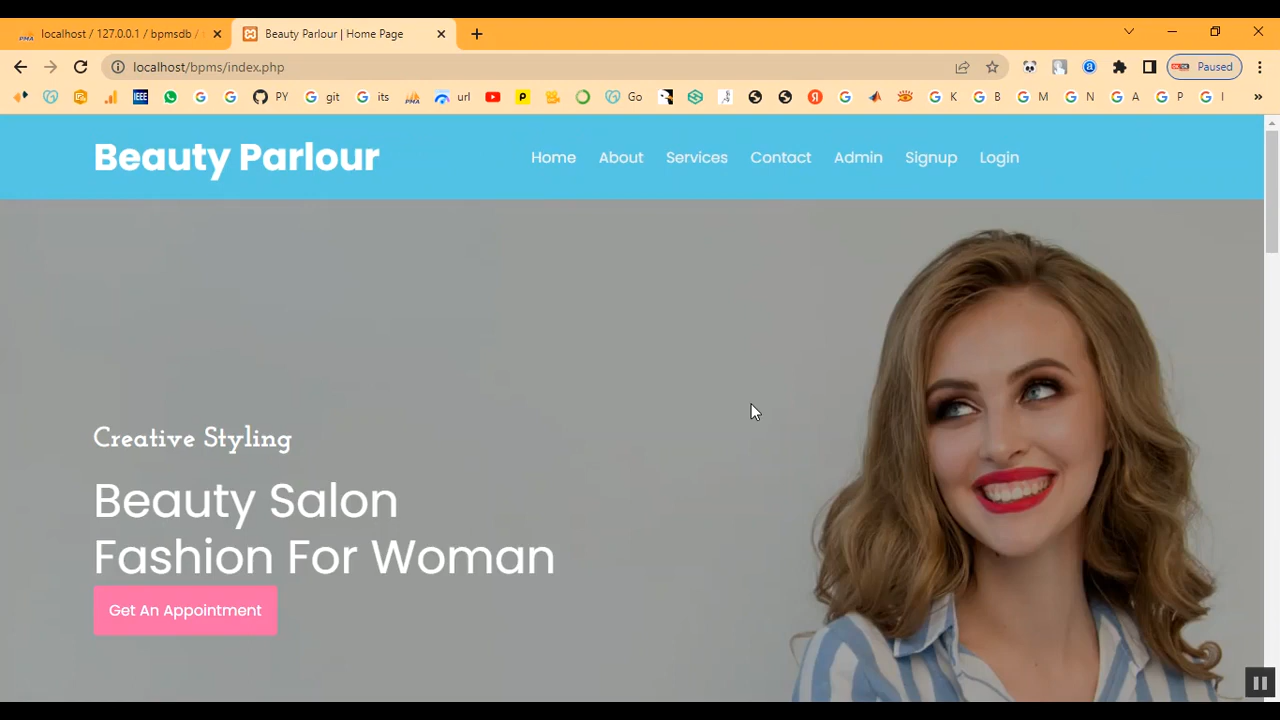 localhost / 127.0.0.1 / bpmsdb /
Beauty Parlour | Home Page
localhost/bpms/index.php
Paused
PY
git
its
url
Go
K
B
M
N
A
P
I
»
Beauty Parlour
Home
About
Services
Contact
Admin
Signup
Login
Creative Styling
Beauty Salon
Fashion For Woman
Get An Appointment